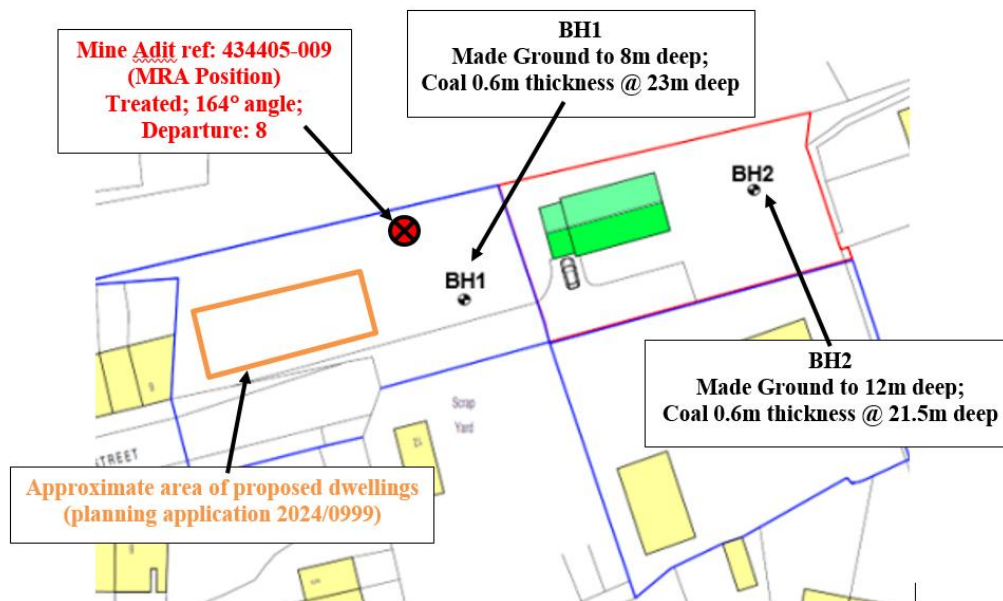 Mine Adit ref: 434405-009
(MRA Position)
Treated; 164° angle;
Departure: 8
BH1
Made Ground to 8m deep;
Coal 0.6m thickness @ 23m deep
BH2
BH1
BH2
Made Ground to 12m deep;
Coal 0.6m thickness @ 21.5m deep
Scrap
Yard
STREET
Approximate area of proposed dwellings
(planning application 2024/0999)